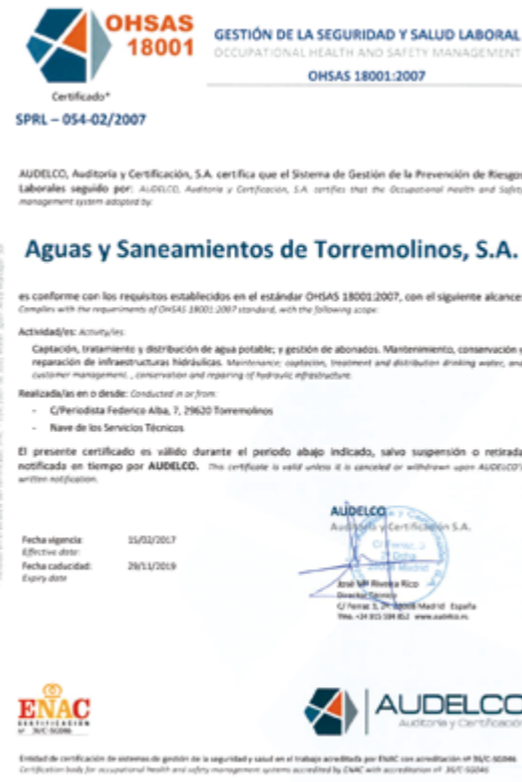 OHSAS
18001
GESTIÓN DE LA SEGURIDAD Y SALUD LABORAL
OCCUPATIONAL HEALTH AND SAFETY MANAGEMENT
OHSAS 18001:2007
Certificado*
SPRL – 054-02/2007
AUDELCO, Auditoría y Certificación, S.A. certifica que el Sistema de Gestión de la Prevención de Riesgos
Laborales seguido por: AUDELCO, Auditoría y Certificación, S.A. certifies that the Occupational Health and Safety
management system adopted by:
Aguas y Saneamientos de Torremolinos, S.A.
es conforme con los requisitos establecidos en el estándar OHSAS 18001:2007, con el siguiente alcance:
Complies with the requirements of OHSAS 18001:2007 standard, with the following scope:
Actividad/es: Activity/ies:
Captación, tratamiento y distribución de agua potable; y gestión de abonados. Mantenimiento, conservación y
reparación de infraestructuras hidráulicas. Maintenance; captation, treatment and distribution drinking water, and
customer management. , conservation and repairing of hydraulic infrastructure.
Realizada/as en o desde: Conducted in or from:
- C/Periodista Federico Alba, 7, 29620 Torremolinos
- Nave de los Servicios Técnicos
El presente certificado es válido durante el periodo abajo indicado, salvo suspensión o retirada
notificada en tiempo por AUDELCO. This certificate is valid unless it is canceled or withdrawn upon AUDELCO's
written notification.
AUDELCO
Auditoría y Certificación S.A.
Fecha vigencia: 15/02/2017
Effective date:
Fecha caducidad: 29/11/2019
Expiry date
José Mª Rivera Rico
Director Técnico
C/ Ferraz 3, 2º, 28008 Madrid España
ENAC
CERTIFICACIÓN
AUDELCO
Auditoría y Certificación
Entidad de certificación de sistemas de gestión de la seguridad y salud en el trabajo acreditada por ENAC con acreditación nº 36/C-SG046
Certification body for occupational health and safety management systems accredited by ENAC with accreditation nº 36/C-SG046